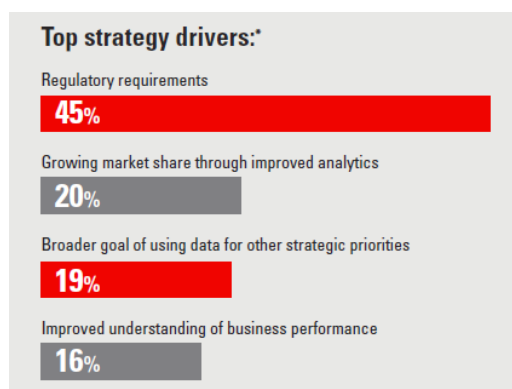 Top strategy drivers:*
Regulatory requirements
45%
Growing market share through improved analytics
20%
Broader goal of using data for other strategic priorities
19%
Improved understanding of business performance
16%